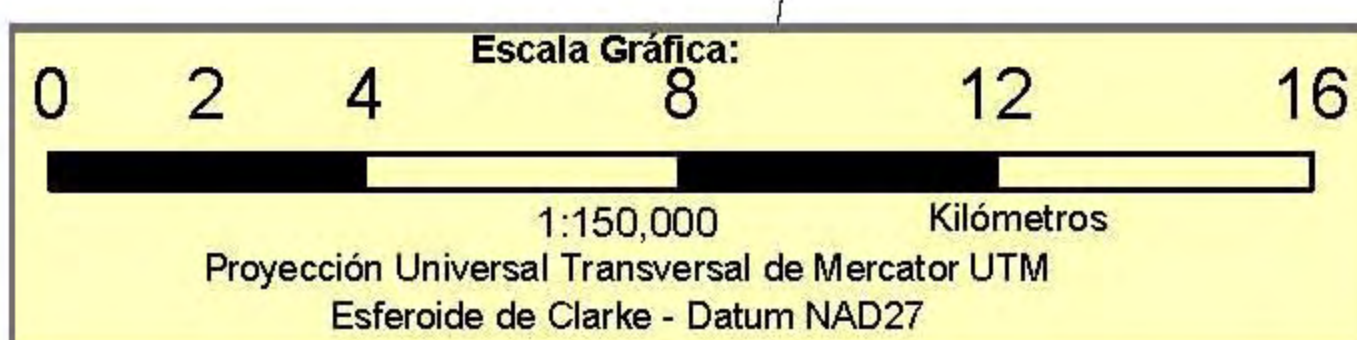 Escala Gráfica:
0 2 4 8 12 16
1:150,000 Kilómetros
Proyección Universal Transversal de Mercator UTM
Esferoide de Clarke - Datum NAD27